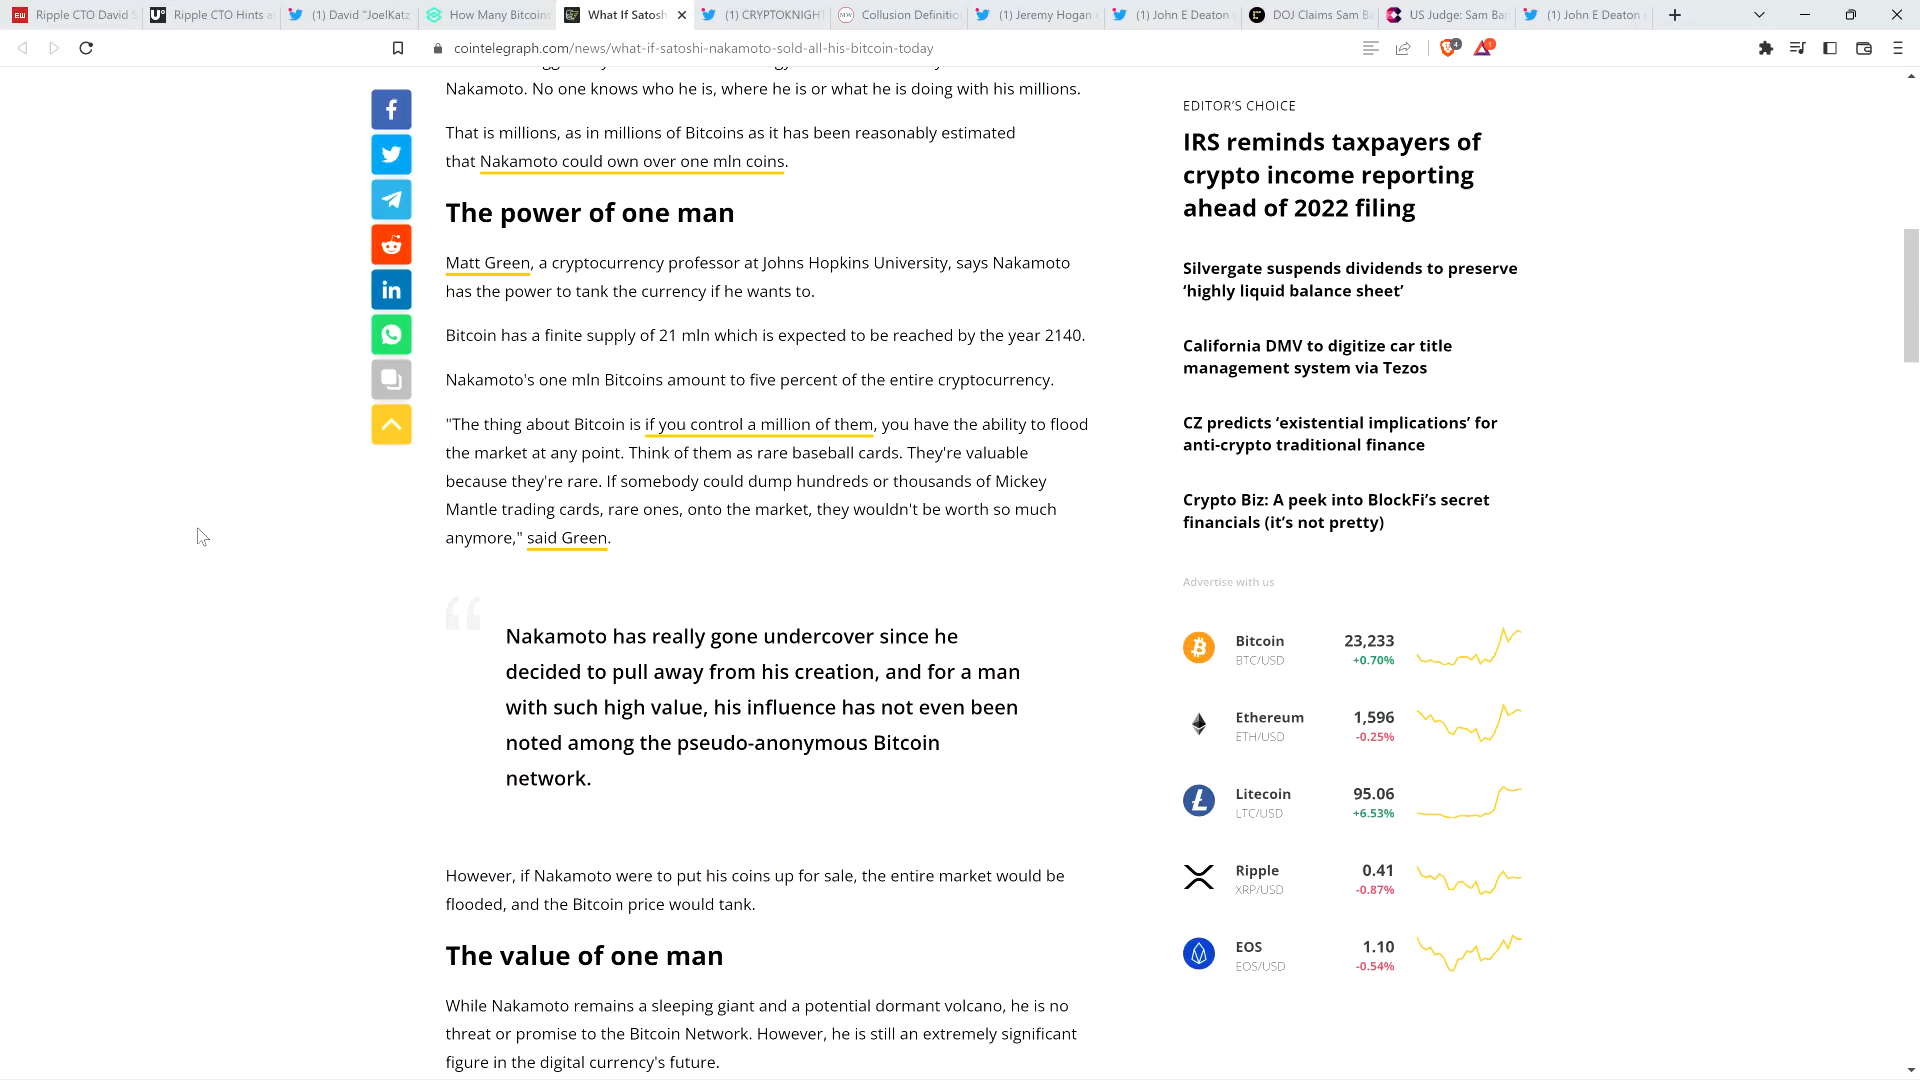 Ripple CTO David S
Ripple CTO Hints a
(1) David "JoelKatz
How Many Bitcoins
What If Satosh
(1) CRYPTOKNIGHT
Collusion Definitio
(1) Jeremy Hogan
(1) John E Deaton
DOJ Claims Sam Ba
US Judge: Sam Ban
(1) John E Deaton
cointelegraph.com/news/what-if-satoshi-nakamoto-sold-all-his-bitcoin-today
Nakamoto. No one knows who he is, where he is or what he is doing with his millions.
That is millions, as in millions of Bitcoins as it has been reasonably estimated
that Nakamoto could own over one mln coins.
The power of one man
Matt Green, a cryptocurrency professor at Johns Hopkins University, says Nakamoto
has the power to tank the currency if he wants to.
Bitcoin has a finite supply of 21 mln which is expected to be reached by the year 2140.
Nakamoto's one mln Bitcoins amount to five percent of the entire cryptocurrency.
"The thing about Bitcoin is if you control a million of them, you have the ability to flood
the market at any point. Think of them as rare baseball cards. They're valuable
because they're rare. If somebody could dump hundreds or thousands of Mickey
Mantle trading cards, rare ones, onto the market, they wouldn't be worth so much
anymore," said Green.
Nakamoto has really gone undercover since he
decided to pull away from his creation, and for a man
with such high value, his influence has not even been
noted among the pseudo-anonymous Bitcoin
network.
However, if Nakamoto were to put his coins up for sale, the entire market would be
flooded, and the Bitcoin price would tank.
The value of one man
While Nakamoto remains a sleeping giant and a potential dormant volcano, he is no
threat or promise to the Bitcoin Network. However, he is still an extremely significant
figure in the digital currency's future.
EDITOR'S CHOICE
IRS reminds taxpayers of
crypto income reporting
ahead of 2022 filing
Silvergate suspends dividends to preserve
‘highly liquid balance sheet’
California DMV to digitize car title
management system via Tezos
CZ predicts ‘existential implications’ for
anti-crypto traditional finance
Crypto Biz: A peek into BlockFi’s secret
financials (it’s not pretty)
Advertise with us
Bitcoin 23,233
BTC/USD +0.70%
Ethereum 1,596
ETH/USD -0.25%
Litecoin 95.06
LTC/USD +6.53%
Ripple 0.41
XRP/USD -0.87%
EOS 1.10
EOS/USD -0.54%